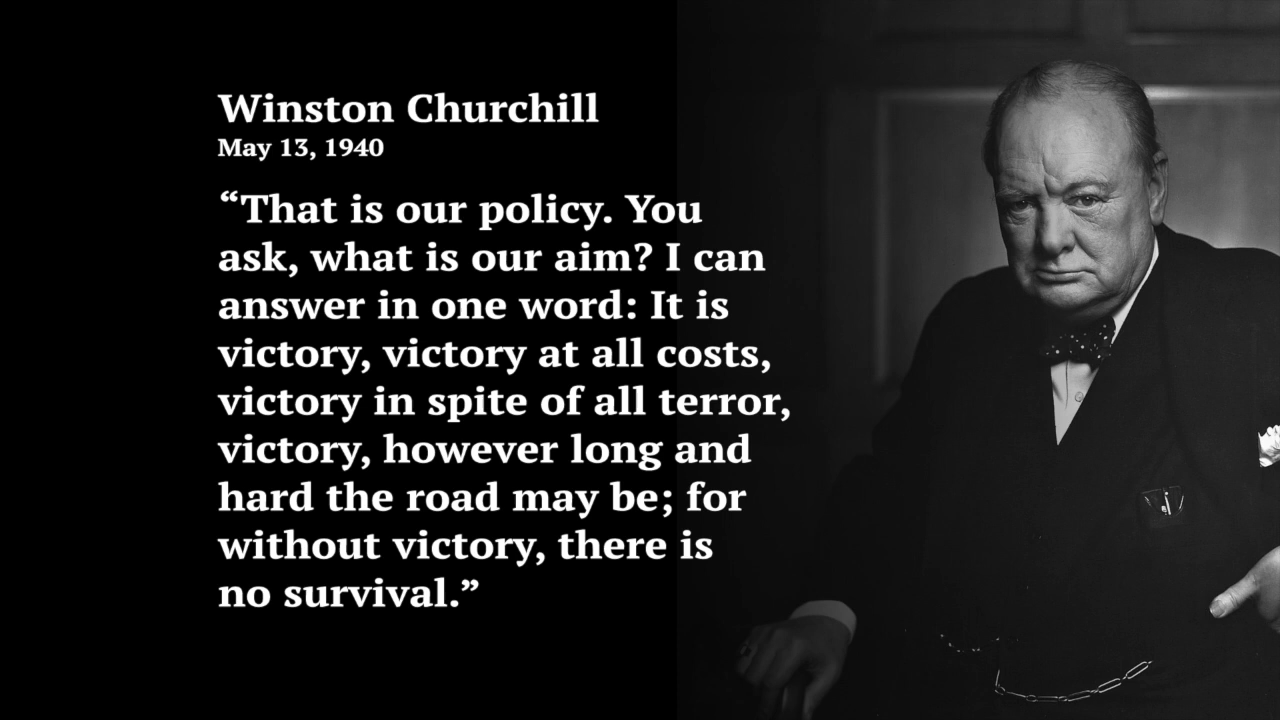 Winston Churchill
May 13, 1940
“That is our policy. You
ask, what is our aim? I can
answer in one word: It is
victory, victory at all costs,
victory in spite of all terror,
victory, however long and
hard the road may be; for
without victory, there is
no survival.”